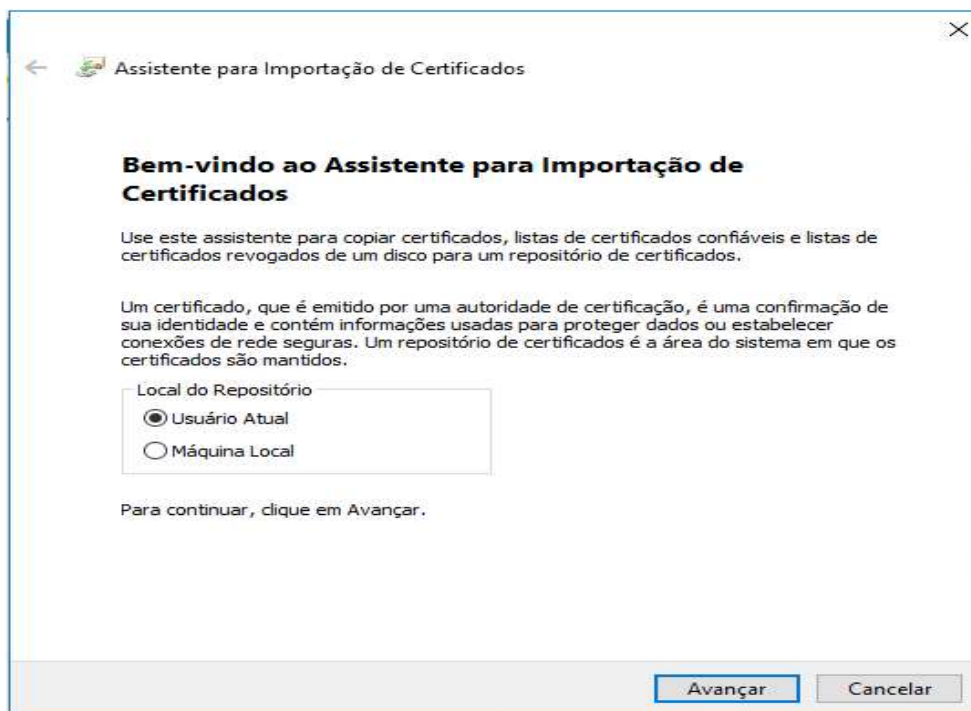 Assistente para Importação de Certificados
Bem-vindo ao Assistente para Importação de
Certificados
Use este assistente para copiar certificados, listas de certificados confiáveis e listas de
certificados revogados de um disco para um repositório de certificados.
Um certificado, que é emitido por uma autoridade de certificação, é uma confirmação de
sua identidade e contém informações usadas para proteger dados ou estabelecer
conexões de rede seguras. Um repositório de certificados é a área do sistema em que os
certificados são mantidos.
Local do Repositório
Usuário Atual
Máquina Local
Para continuar, clique em Avançar.
Avançar
Cancelar